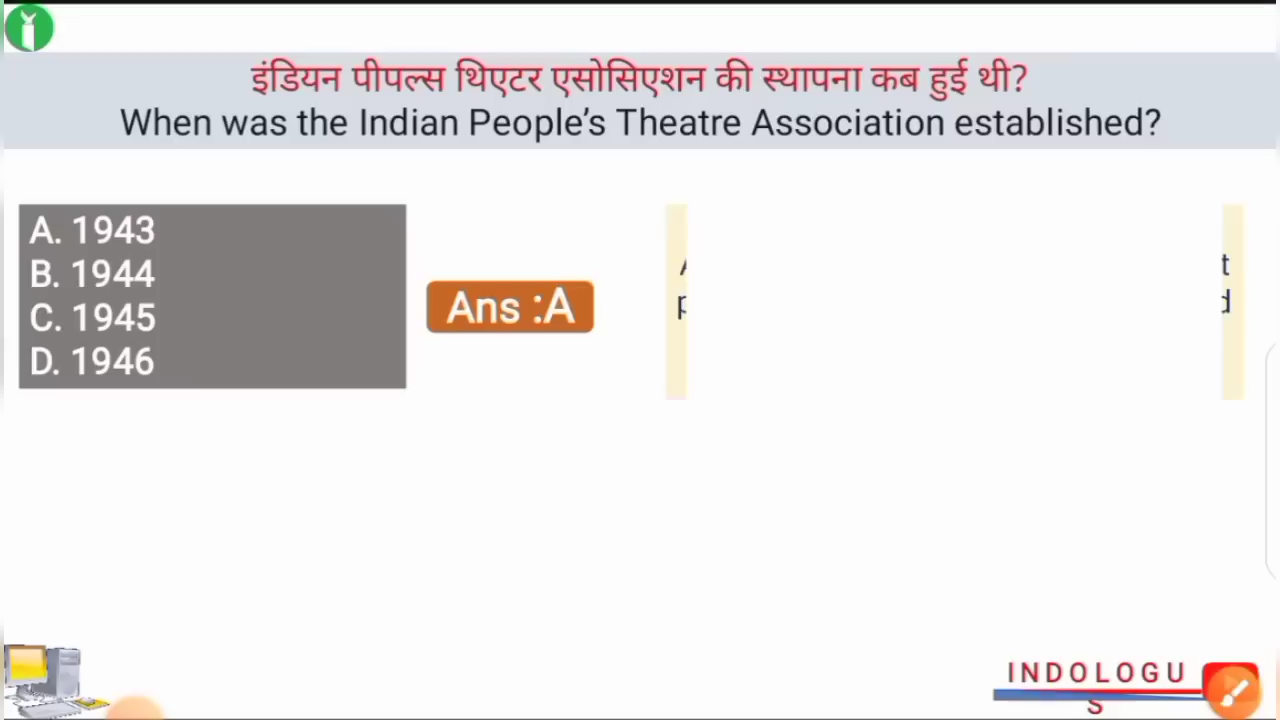 इंडियन पीपल्स थिएटर एसोसिएशन की स्थापना कब हुई थी?
When was the Indian People’s Theatre Association established?
A. 1943
B. 1944
C. 1945
D. 1946
Ans :A
INDOLOGU
S